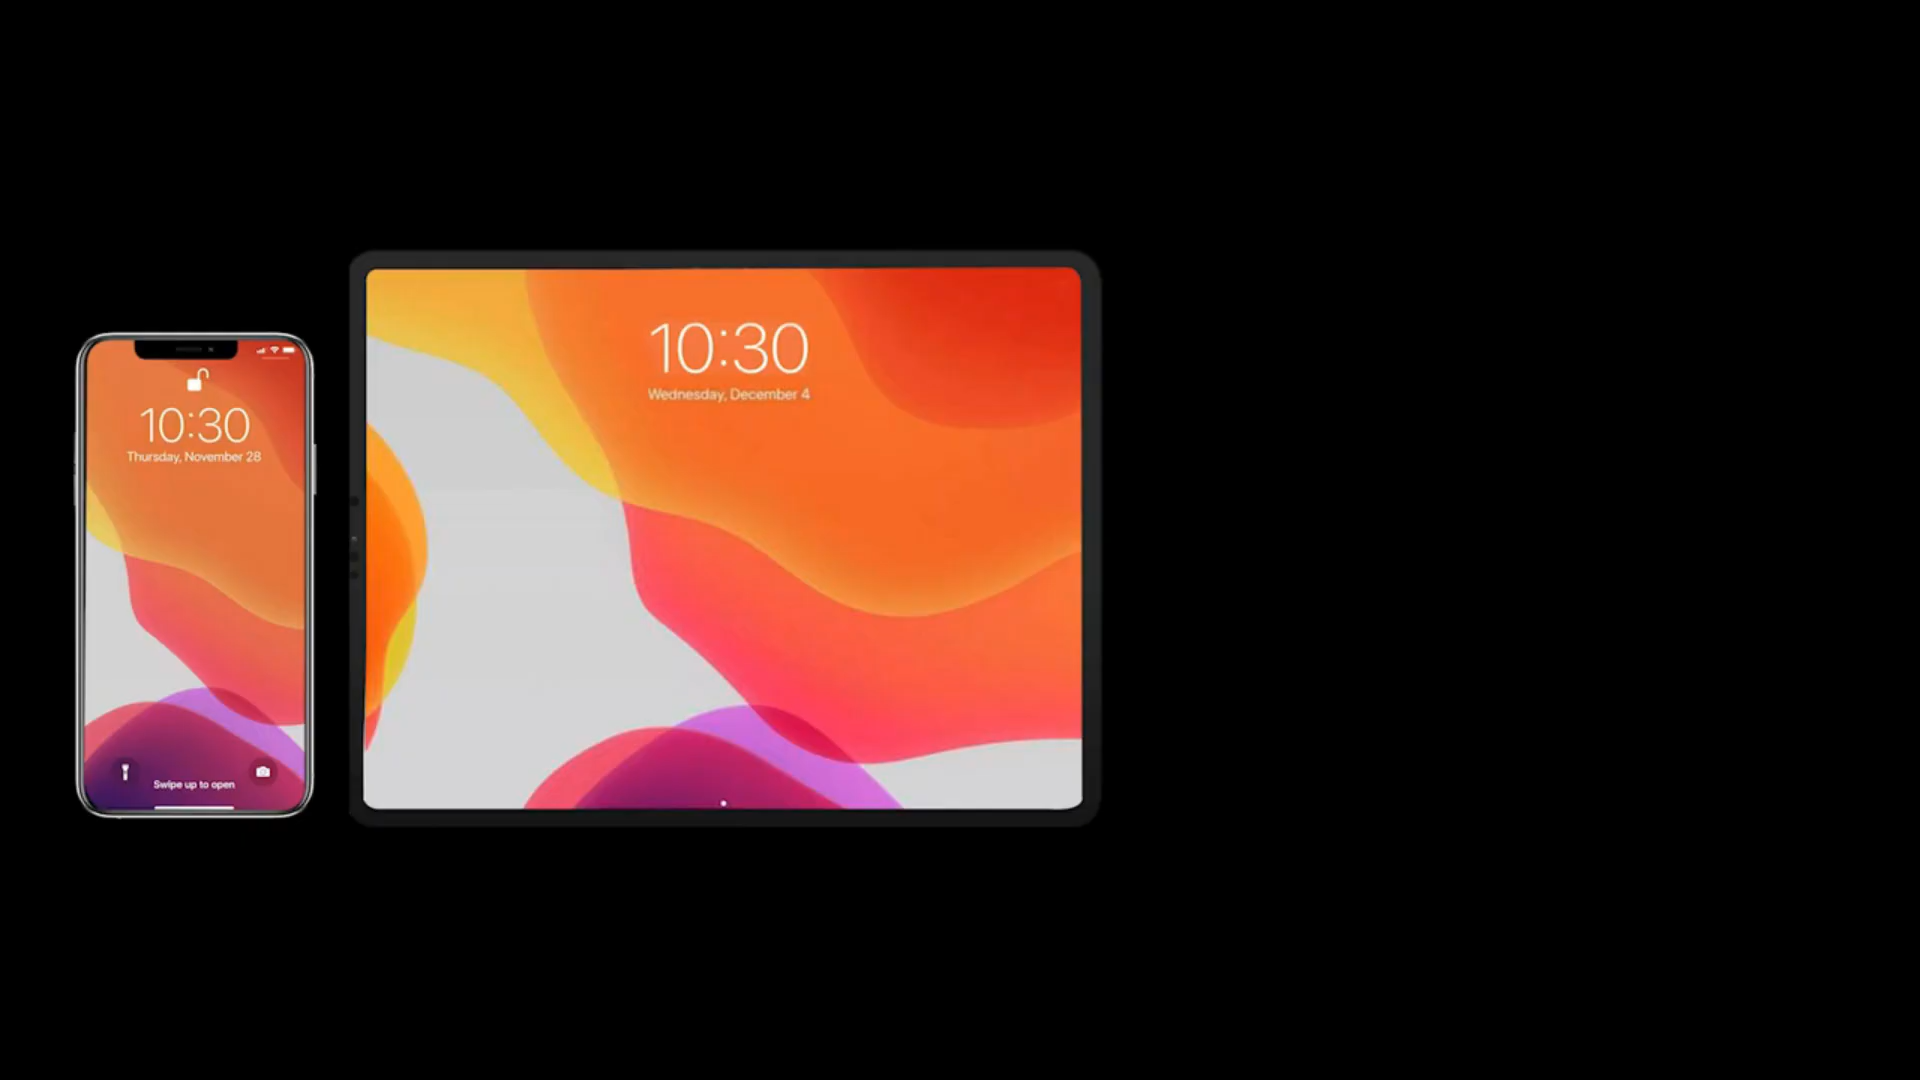 10:30
Thursday, November 28
Swipe up to open
10:30
Wednesday, December 4